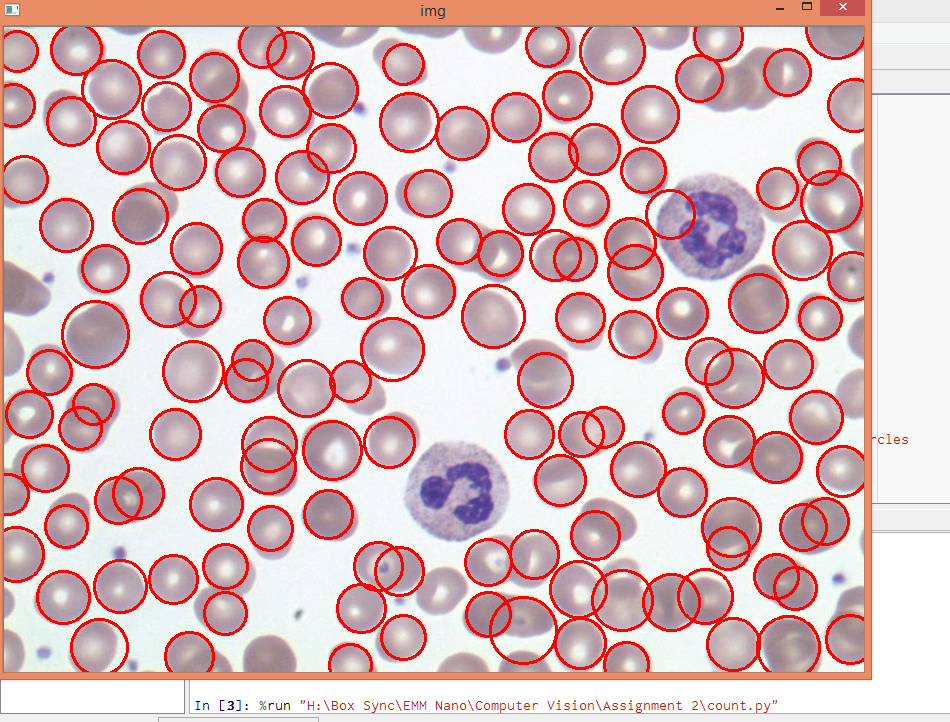 img
rcles
In [3]: %run "H:\Box Sync\EMM Nano\Computer Vision\Assignment 2\count.py"